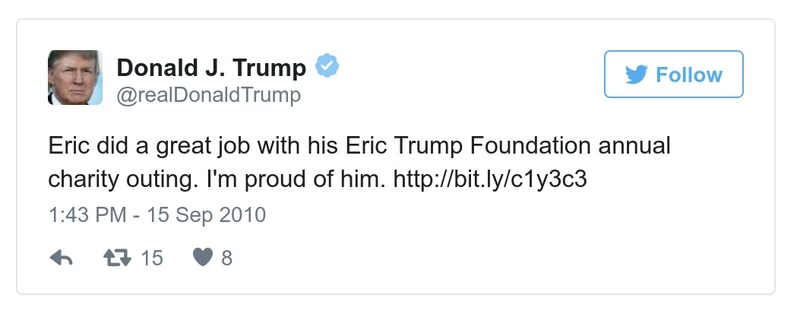 Donald J. Trump
@realDonaldTrump
Follow
Eric did a great job with his Eric Trump Foundation annual
charity outing. I'm proud of him. http://bit.ly/c1y3c3
1:43 PM - 15 Sep 2010
15 8